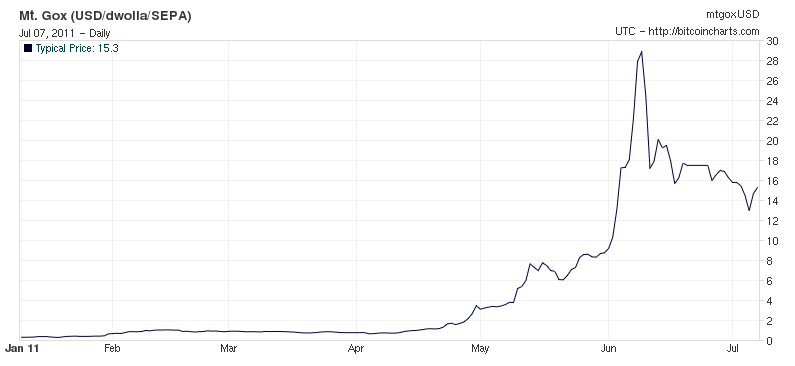 Mt. Gox (USD/dwolla/SEPA)
mtgoxUSD
Jul 07, 2011 – Daily
UTC – http://bitcoincharts.com
Typical Price: 15.3
30
28
26
24
22
20
18
16
14
12
10
8
6
4
2
0
Jan 11 Feb Mar Apr May Jun Jul